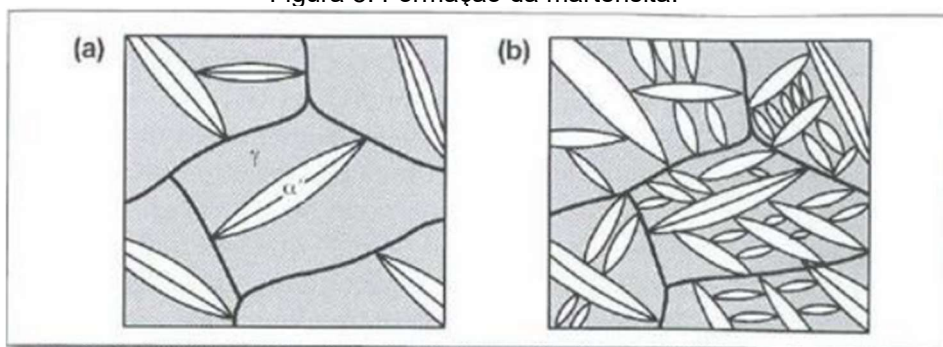 Figura 3. Formação da martensita.
(a)
(b)
γ
α'